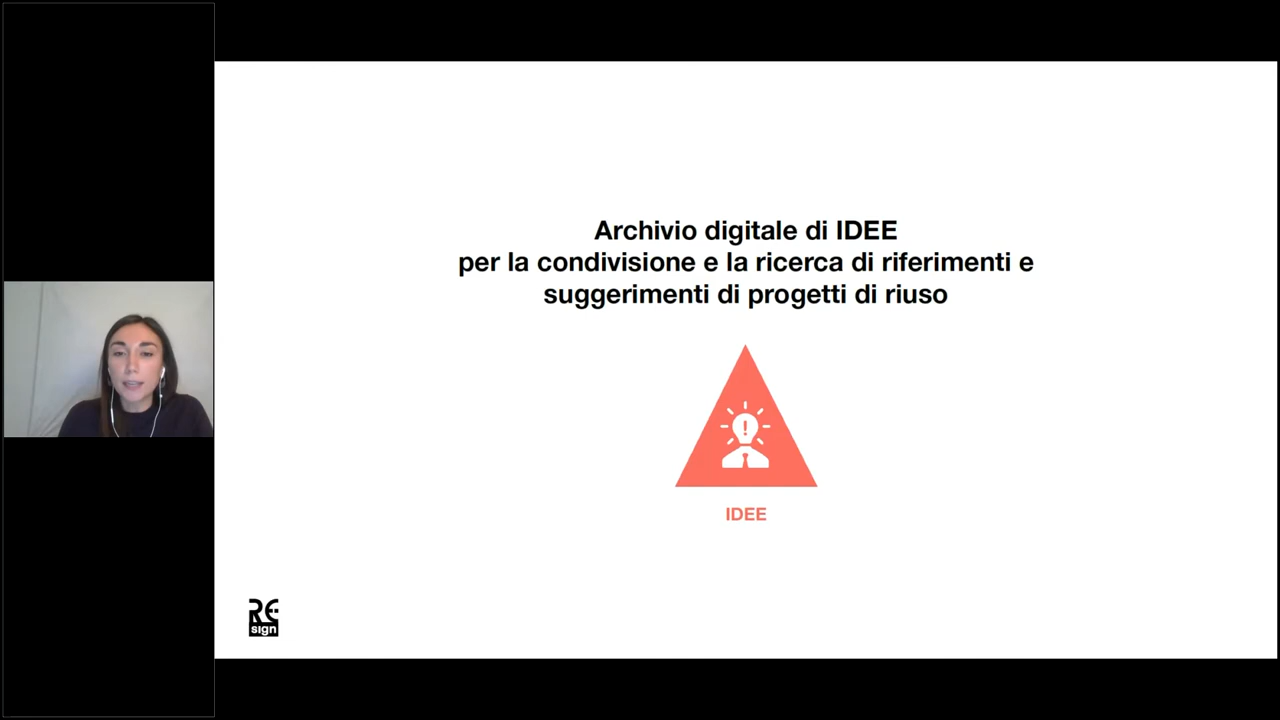 Archivio digitale di IDEE
per la condivisione e la ricerca di riferimenti e
suggerimenti di progetti di riuso
!
IDEE
RE
sign